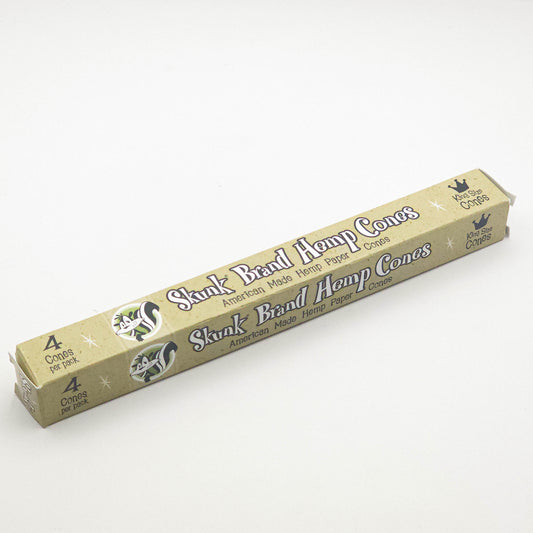 4
Cones
per pack
Skunk Brand Hemp Cones
American Made Hemp Paper Cones
King Size
Cones
4
Cones
per pack
Skunk Brand Hemp Cones
American Made Hemp Paper Cones
King Size
Cones